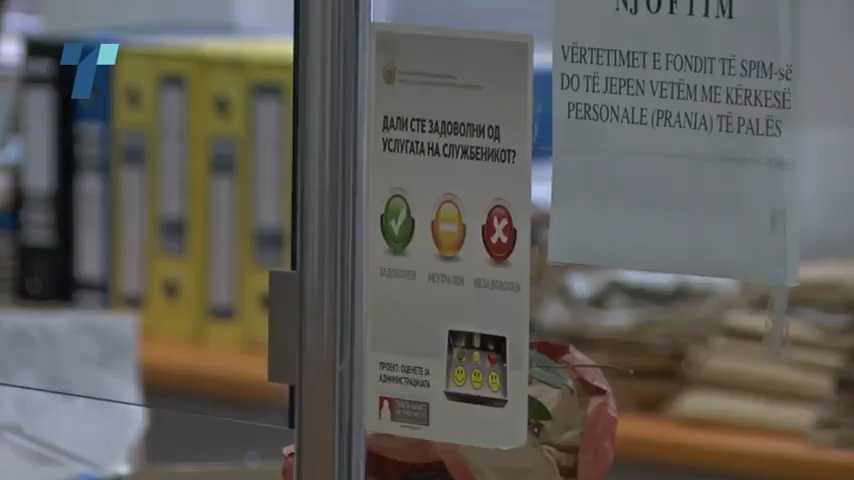 ДАЛИ СТЕ ЗАДОВОЛНИ ОД
УСЛУГАТА НА СЛУЖБЕНИКОТ?
ЗАДОВОЛЕН
НЕУТРАЛЕН
НЕЗАДОВОЛЕН
ПРОЕКТ: ОЦЕНЕТЕ ЈА
АДМИНИСТРАЦИЈАТА
NJOFTIM
VËRTETIMET E FONDIT TË SPIM-së
DO TË JEPEN VETËM ME KËRKESË
PERSONALE (PRANIA) TË PALËS